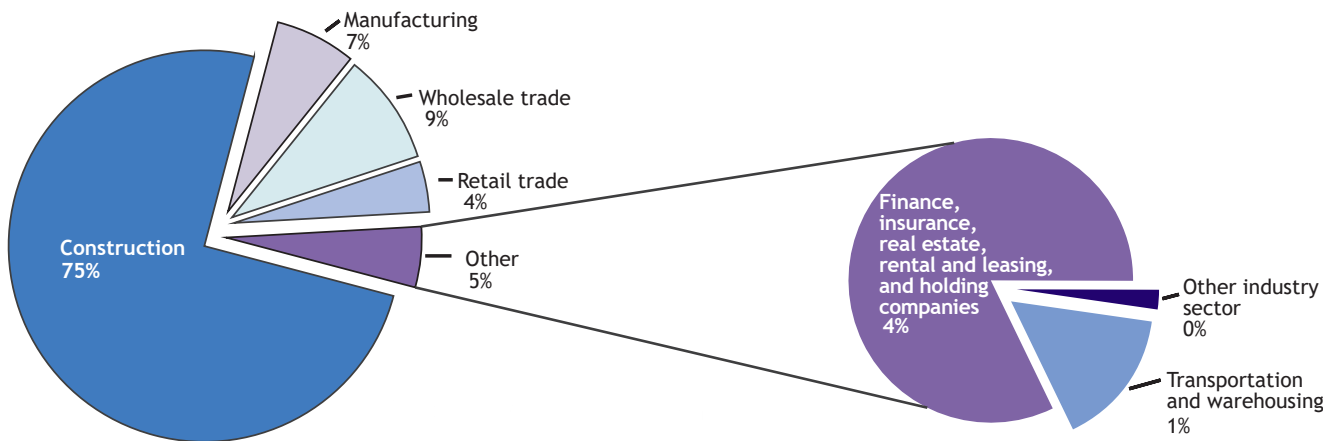 Manufacturing
7%
Wholesale trade
9%
Retail trade
4%
Construction
75%
Other
5%
Finance,
insurance,
real estate,
rental and leasing,
and holding
companies
4%
Other industry
sector
0%
Transportation
and warehousing
1%